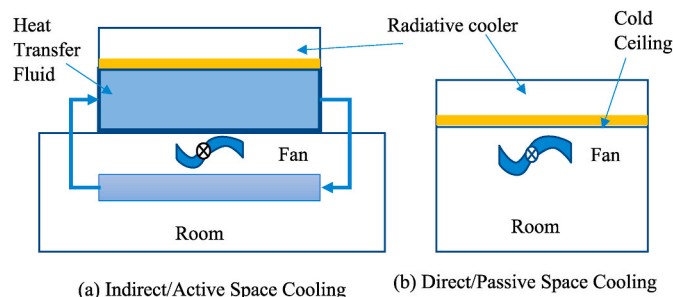 Heat
Transfer
Fluid
Radiative cooler
Cold
Ceiling
Fan
Room
Fan
Room
(a) Indirect/Active Space Cooling
(b) Direct/Passive Space Cooling